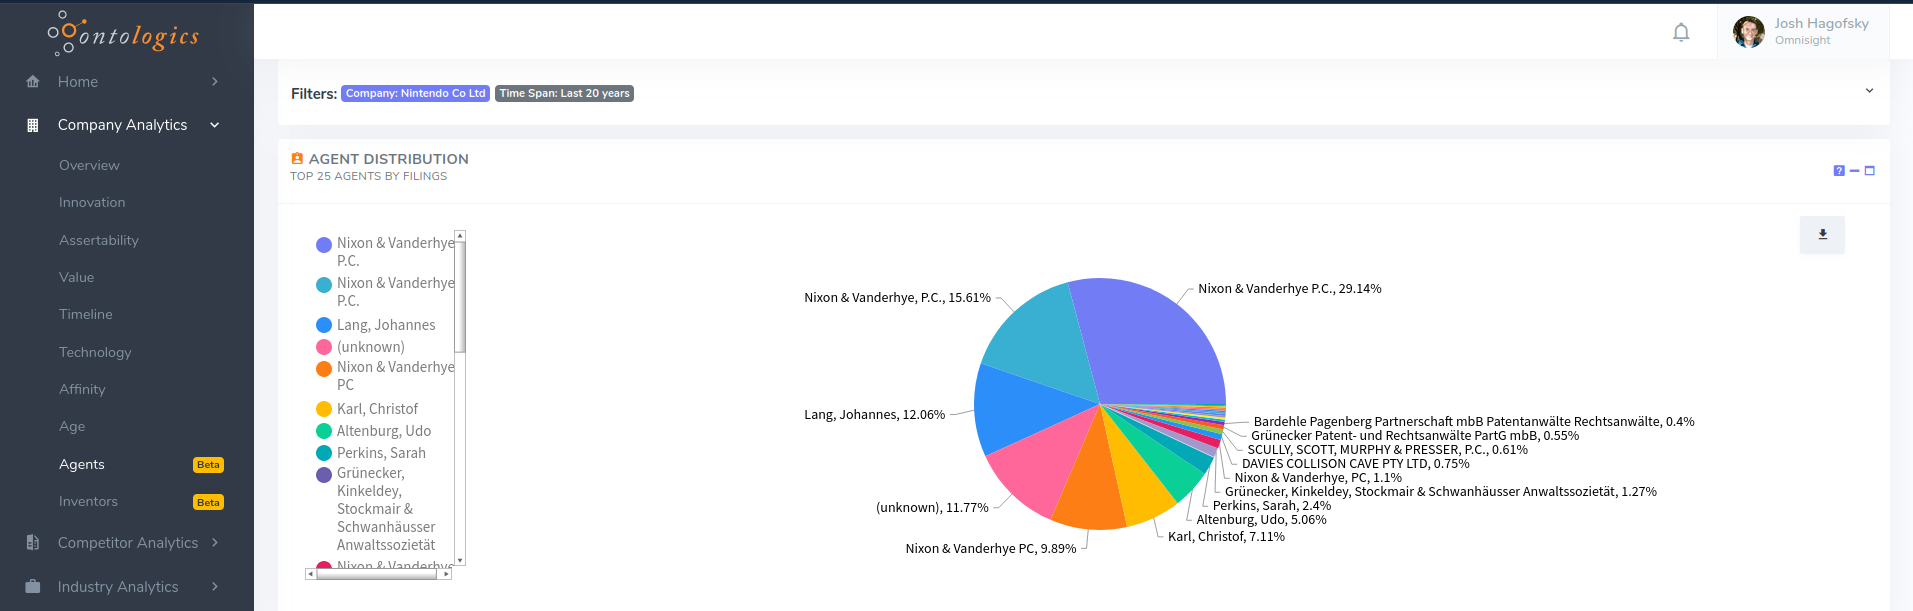 ontologics
Home
Company Analytics
Overview
Innovation
Assertability
Value
Timeline
Technology
Affinity
Age
Agents Beta
Inventors Beta
Competitor Analytics
Industry Analytics
Josh Hagofsky
Omnisight
Filters: Company: Nintendo Co Ltd Time Span: Last 20 years
AGENT DISTRIBUTION
TOP 25 AGENTS BY FILINGS
?
Nixon & Vanderhye
P.C.
Nixon & Vanderhye
P.C.
Lang, Johannes
(unknown)
Nixon & Vanderhye
PC
Karl, Christof
Altenburg, Udo
Perkins, Sarah
Grünecker,
Kinkeldey,
Stockmair &
Schwanhäusser
Anwaltssozietät
Nixon & Vanderhye
Nixon & Vanderhye P.C., 29.14%
Nixon & Vanderhye, P.C., 15.61%
Lang, Johannes, 12.06%
(unknown), 11.77%
Nixon & Vanderhye PC, 9.89%
Karl, Christof, 7.11%
Altenburg, Udo, 5.06%
Perkins, Sarah, 2.4%
Grünecker, Kinkeldey, Stockmair & Schwanhäusser Anwaltssozietät, 1.27%
Nixon & Vanderhye, PC, 1.1%
DAVIES COLLISON CAVE PTY LTD, 0.75%
SCULLY, SCOTT, MURPHY & PRESSER, P.C., 0.61%
Grünecker Patent- und Rechtsanwälte PartG mbB, 0.55%
Bardehle Pagenberg Partnerschaft mbB Patentanwälte Rechtsanwälte, 0.4%